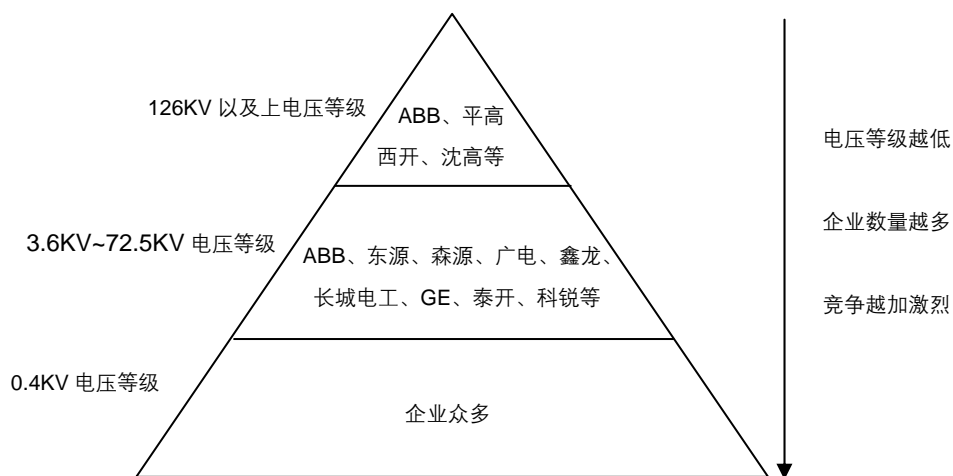 126KV 以及上电压等级
ABB、平高
西开、沈高等
3.6KV~72.5KV 电压等级
ABB、东源、森源、广电、鑫龙、
长城电工、GE、泰开、科锐等
0.4KV 电压等级
企业众多
电压等级越低
企业数量越多
竞争越加激烈